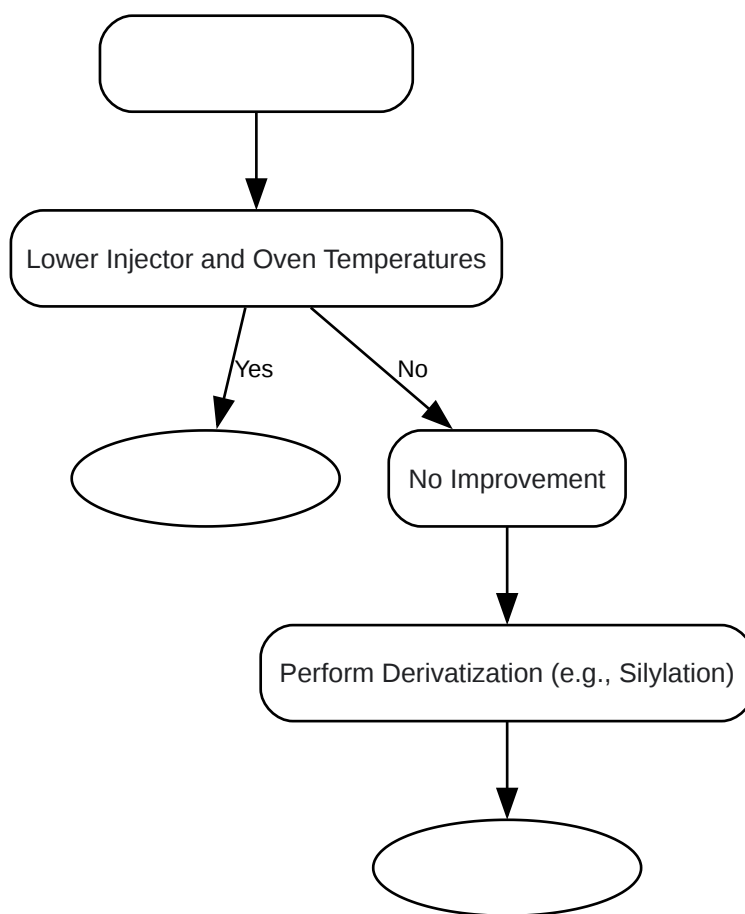 Lower Injector and Oven Temperatures
Yes
No
No Improvement
Perform Derivatization (e.g., Silylation)